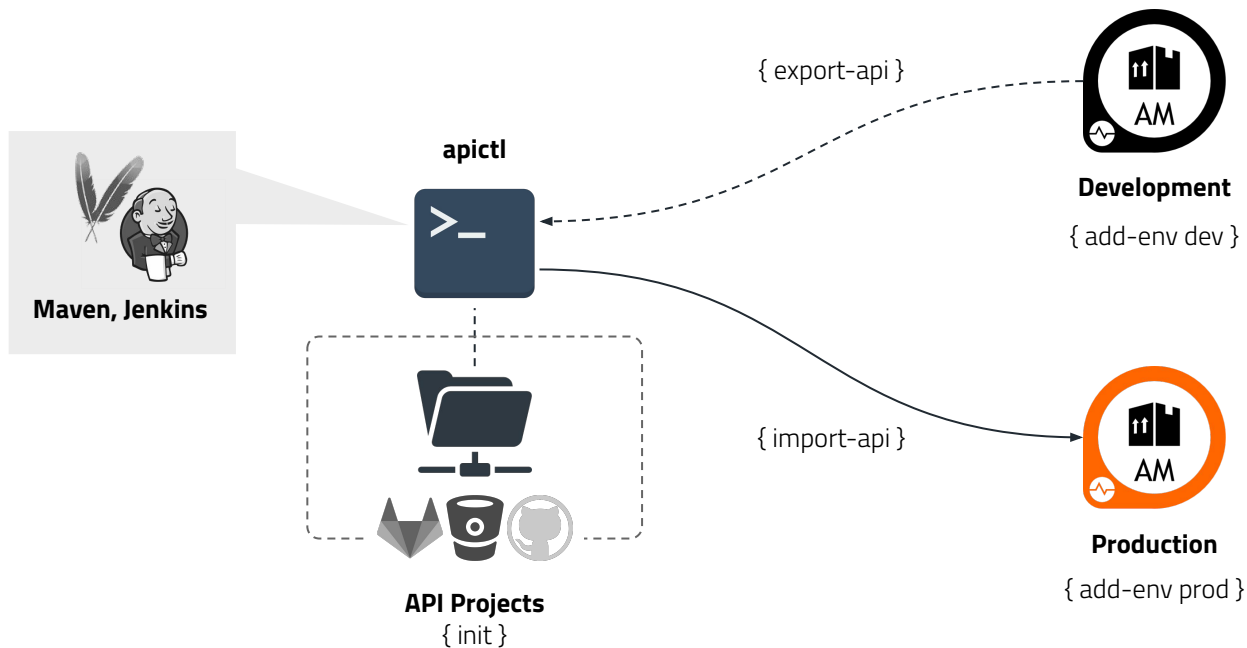 { export-api }
AM
Development
{ add-env dev }
apictl
>_
Maven, Jenkins
{ import-api }
AM
Production
{ add-env prod }
API Projects
{ init }